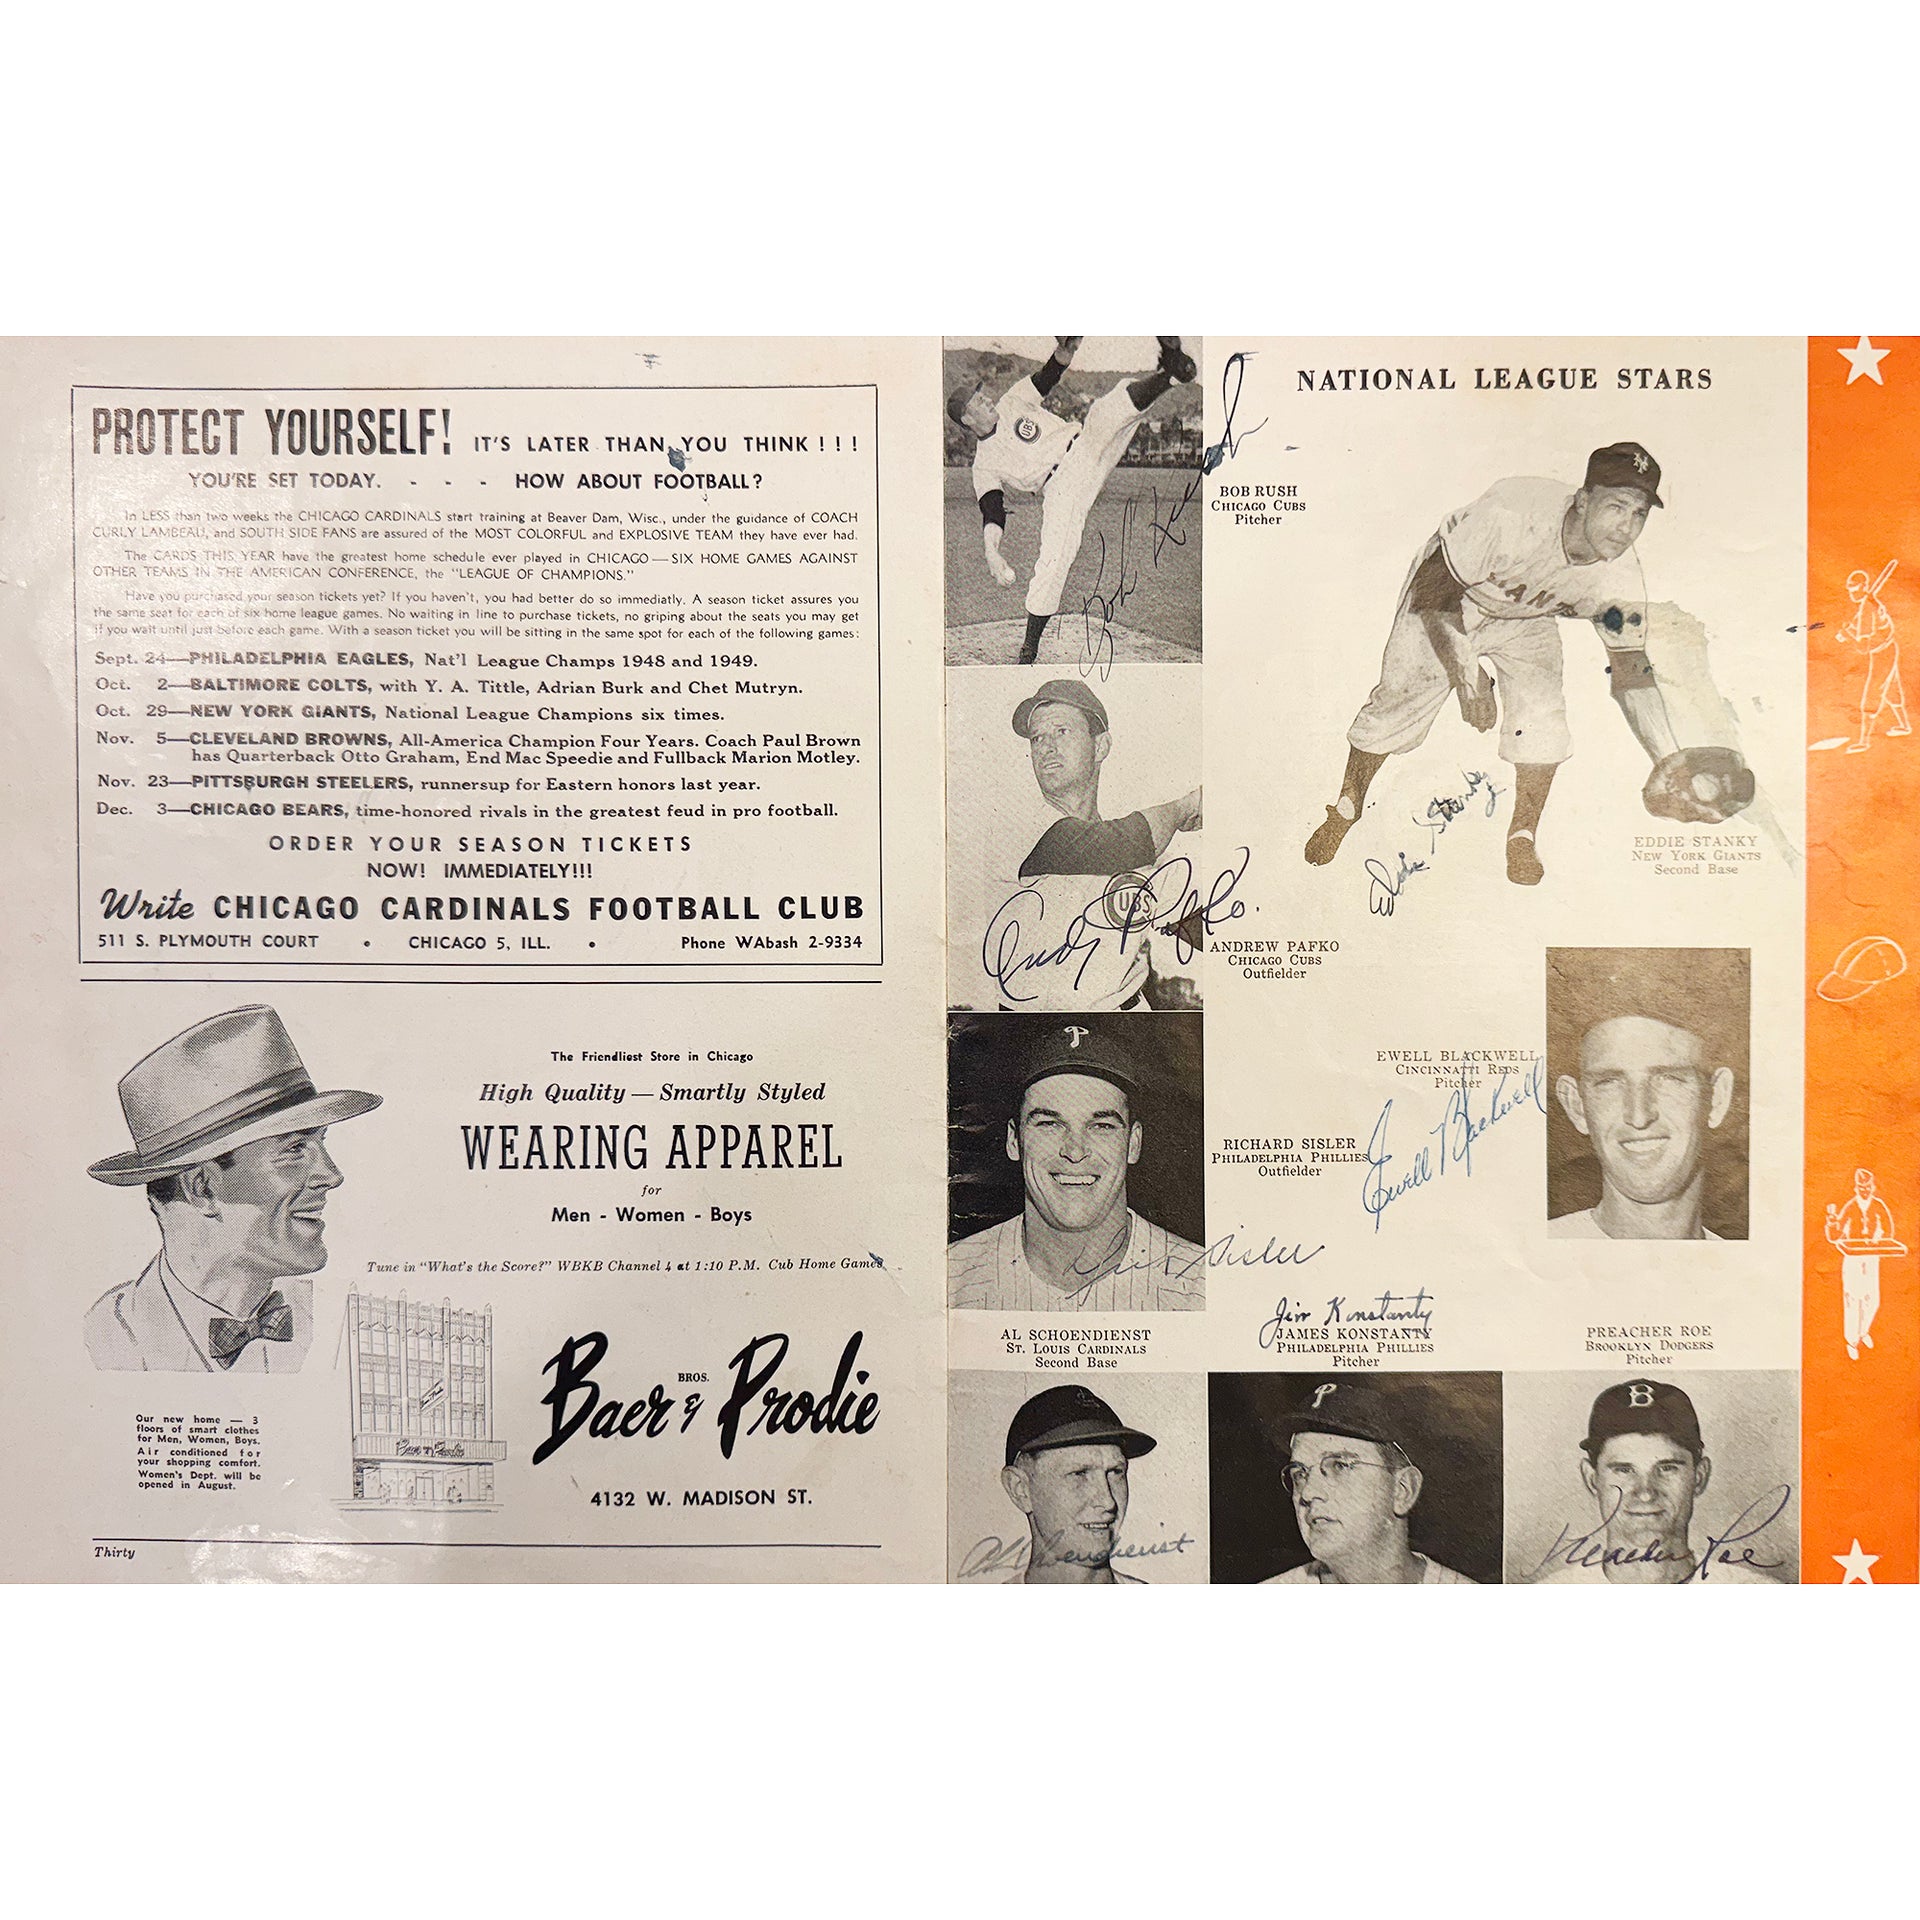 PROTECT YOURSELF! IT'S LATER THAN YOU THINK ! ! !
YOU'RE SET TODAY. - - - HOW ABOUT FOOTBALL?
In LESS than two weeks the CHICAGO CARDINALS start training at Beaver Dam, Wisc., under the guidance of COACH
CURLY LAMBEAU, and SOUTH SIDE FANS are assured of the MOST COLORFUL and EXPLOSIVE TEAM they have ever had.
The CARDS THIS YEAR have the greatest home schedule ever played in CHICAGO — SIX HOME GAMES AGAINST
OTHER TEAMS IN THE AMERICAN CONFERENCE, the "LEAGUE OF CHAMPIONS."
Have you purchased your season tickets yet? If you haven't, you had better do so immediatly. A season ticket assures you
the same seat for each of six home league games. No waiting in line to purchase tickets, no griping about the seats you may get
if you wait until just before each game. With a season ticket you will be sitting in the same spot for each of the following games:
Sept. 24—PHILADELPHIA EAGLES, Nat'l League Champs 1948 and 1949.
Oct. 2—BALTIMORE COLTS, with Y. A. Tittle, Adrian Burk and Chet Mutryn.
Oct. 29—NEW YORK GIANTS, National League Champions six times.
Nov. 5—CLEVELAND BROWNS, All-America Champion Four Years. Coach Paul Brown
has Quarterback Otto Graham, End Mac Speedie and Fullback Marion Motley.
Nov. 23—PITTSBURGH STEELERS, runnersup for Eastern honors last year.
Dec. 3—CHICAGO BEARS, time-honored rivals in the greatest feud in pro football.
ORDER YOUR SEASON TICKETS
NOW! IMMEDIATELY!!!
Write CHICAGO CARDINALS FOOTBALL CLUB
511 S. PLYMOUTH COURT • CHICAGO 5, ILL. • Phone WAbash 2-9334
The Friendliest Store in Chicago
High Quality — Smartly Styled
WEARING APPAREL
for
Men - Women - Boys
Tune in "What's the Score?" WBKB Channel 4 at 1:10 P.M. Cub Home Games
Baer BROS. & Prodie
4132 W. MADISON ST.
Our new home — 3
floors of smart clothes
for Men, Women, Boys.
Air conditioned for
your shopping comfort.
Women's Dept. will be
opened in August.
Baer & Prodie
Thirty
NATIONAL LEAGUE STARS
UBS
Bob Rush
BOB RUSH
CHICAGO CUBS
Pitcher
Eddie Stanky
EDDIE STANKY
NEW YORK GIANTS
Second Base
UBS
Andy Pafko.
ANDREW PAFKO
CHICAGO CUBS
Outfielder
EWELL BLACKWELL
CINCINNATI REDS
Pitcher
Ewell Blackwell
P
RICHARD SISLER
PHILADELPHIA PHILLIES
Outfielder
Dick Sisler
AL SCHOENDIENST
ST. LOUIS CARDINALS
Second Base
Al Schoendienst
Jim Konstanty
JAMES KONSTANTY
PHILADELPHIA PHILLIES
Pitcher
P
PREACHER ROE
BROOKLYN DODGERS
Pitcher
B
Preacher Roe